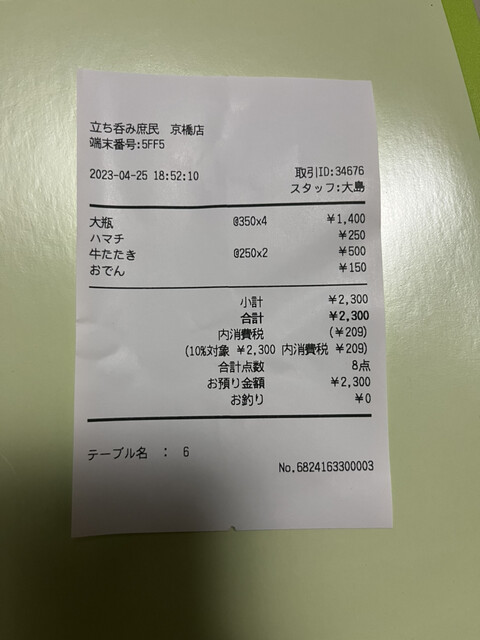 立ち呑み庶民 京橋店
端末番号:5FF5
2023-04-25 18:52:10 取引ID:34676
スタッフ:大島
大瓶 @350x4 ¥1,400
ハマチ ¥250
牛たたき @250x2 ¥500
おでん ¥150
小計 ¥2,300
合計 ¥2,300
内消費税 (¥209)
(10%対象 ¥2,300 内消費税 ¥209)
合計点数 8点
お預り金額 ¥2,300
お釣り ¥0
テーブル名 : 6
No.6824163300003